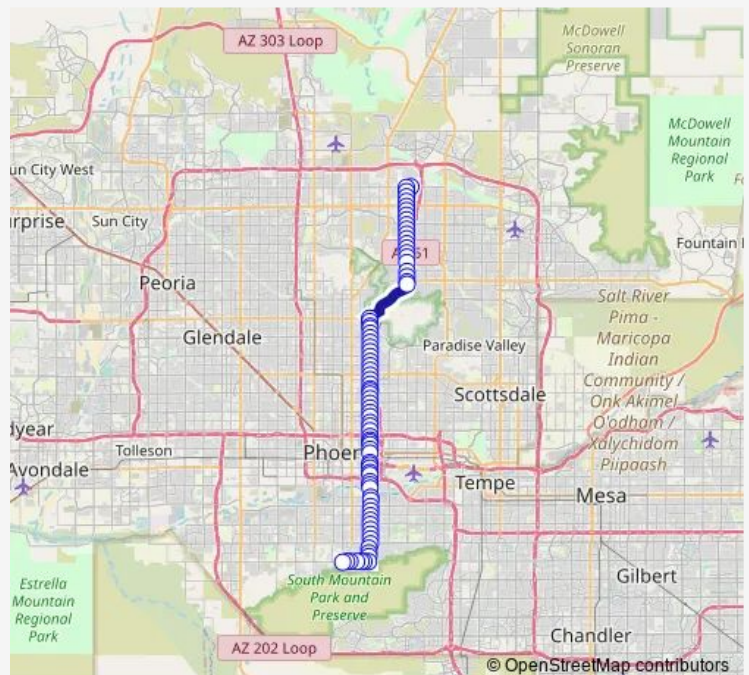 McDowell
Sonoran
Preserve
AZ 303 Loop
McDowell
Mountain
Regional
Park
un City West
rprise
Sun City
Fountain
Peoria
Salt River
Pima -
Maricopa
Indian
Community /
Onk Akimel
O'odham /
Xalychidom
Piipaash
Glendale
Paradise Valley
Scottsdale
dyear
Tolleson
Phoe
Avondale
Tempe
Mesa
Estrella
Mountain
Regional
Park
South Mountain
Park and
Preserve
Gilbert
Chandler
AZ 202 Loop
© OpenStreetMap contributors